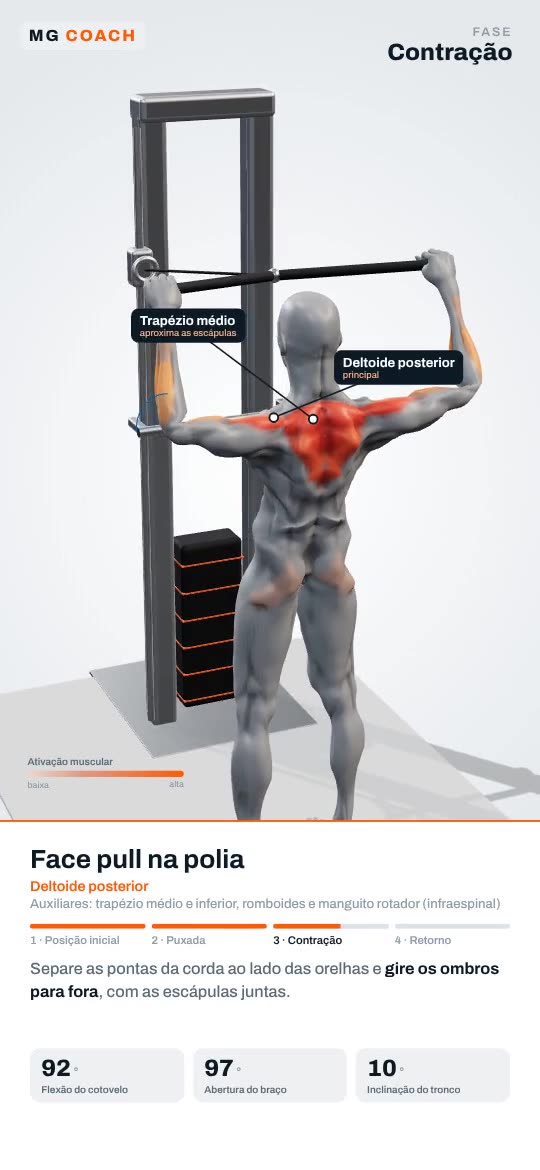 MG COACH
FASE
Contração
Trapézio médio
aproxima as escápulas
Deltoide posterior
principal
Ativação muscular
baixa
alta
Face pull na polia
Deltoide posterior
Auxiliares: trapézio médio e inferior, romboides e manguito rotador (infraespinal)
1 · Posição inicial
2 · Puxada
3 · Contração
4 · Retorno
Separe as pontas da corda ao lado das orelhas e gire os ombros
para fora, com as escápulas juntas.
92°
Flexão do cotovelo
97°
Abertura do braço
10°
Inclinação do tronco